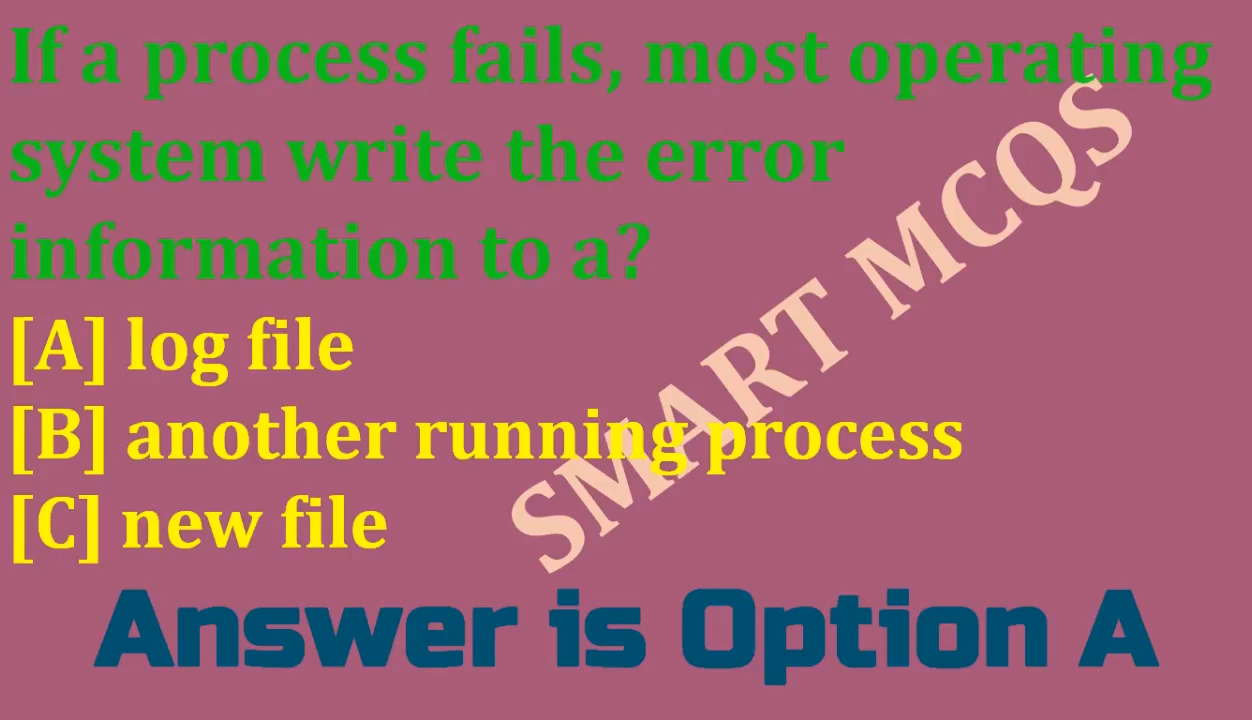 If a process fails, most operating
system write the error
information to a?
[A] log file
[B] another running process
[C] new file
SMART MCQS
Answer is Option A